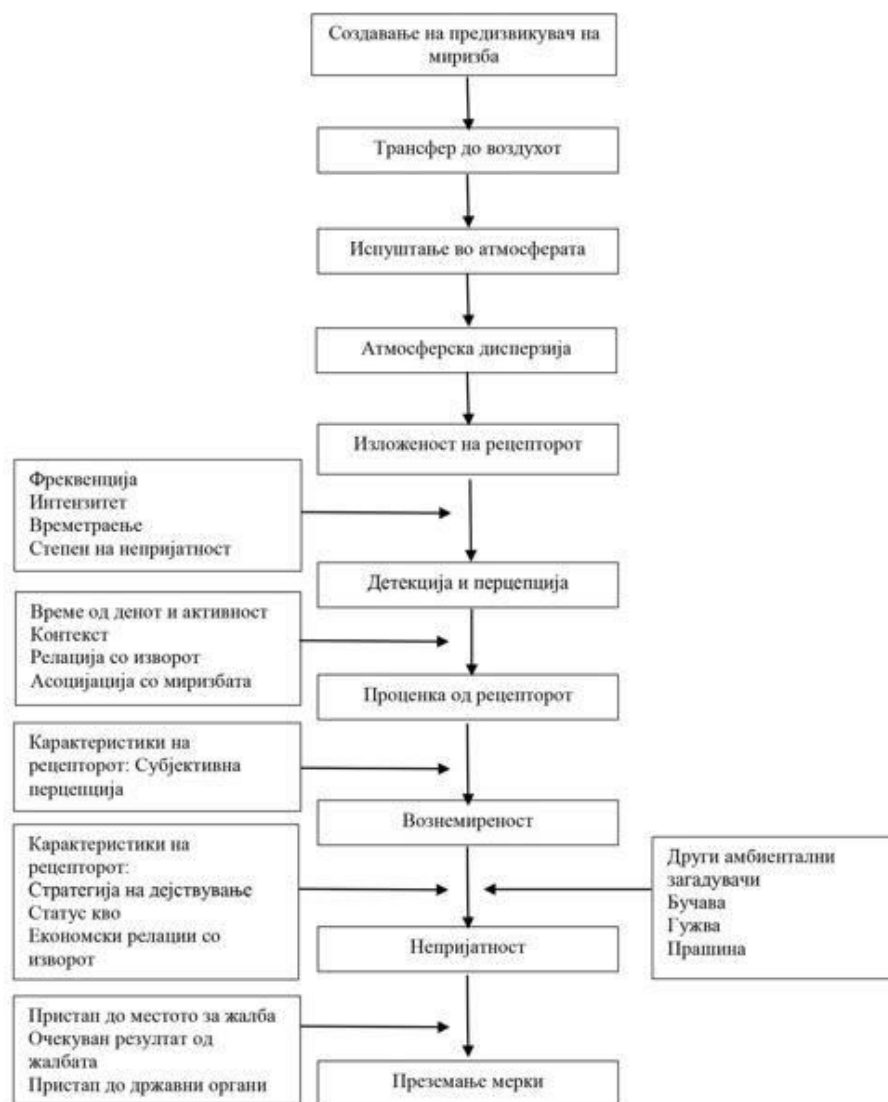 Создавање на предизвикувач на
миризба
Трансфер до воздухот
Испуштање во атмосферата
Атмосферска дисперзија
Изложеност на рецепторот
Фреквенција
Интензитет
Времетраење
Степен на непријатност
Детекција и перцепција
Време од денот и активност
Контекст
Релација со изворот
Асоцијација со миризбата
Проценка од рецепторот
Карактеристики на
рецепторот: Субјективна
перцепција
Вознемиреност
Карактеристики на
рецепторот:
Стратегија на дејствување
Статус кво
Економски релации со
изворот
Други амбиентални
загадувачи
Бучава
Гужва
Прашина
Непријатност
Пристап до местото за жалба
Очекуван резултат од
жалбата
Пристап до државни органи
Преземање мерки